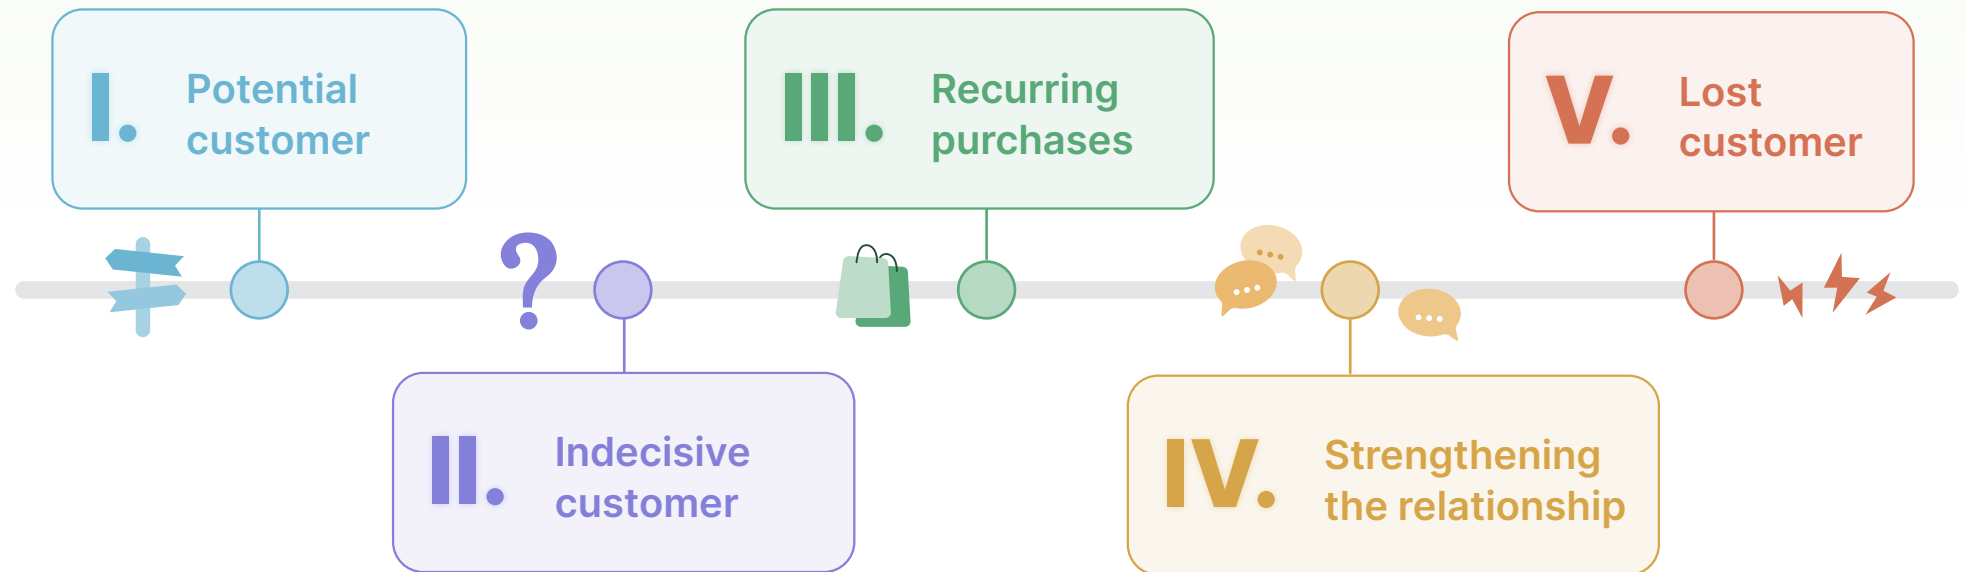 I.
Potential
customer
II.
Indecisive
customer
III.
Recurring
purchases
IV.
Strengthening
the relationship
V.
Lost
customer